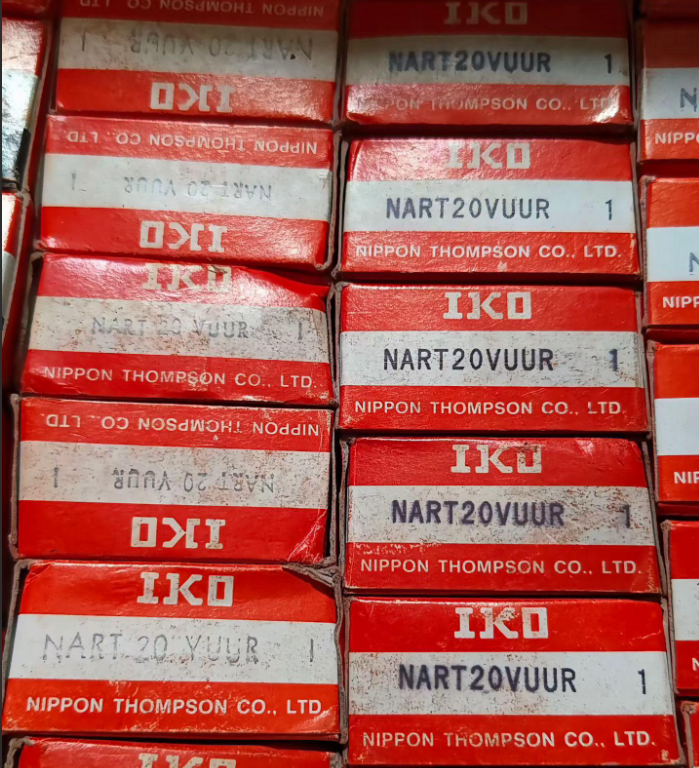 NART 20 VUUR 1
IKO
NIPPON THOMPSON CO., LTD
NART 20 VUUR 1
IKO
IKO
NART 20 VUUR 1
NIPPON THOMPSON CO., LTD.
NIPPON THOMPSON CO., LTD.
NART 20 VUUR 1
IKO
IKO
NART 20 VUUR 1
NIPPON THOMPSON CO., LTD.
IKO
IKO
NART20VUUR 1
NIPPON THOMPSON CO., LTD
IKO
NART20VUUR 1
NIPPON THOMPSON CO., LTD.
IKO
NART20VUUR 1
NIPPON THOMPSON CO., LTD.
IKO
NART20VUUR 1
NIPPON THOMPSON CO., LTD.
IKO
NART20VUUR 1
NIPPON THOMPSON CO., LTD.